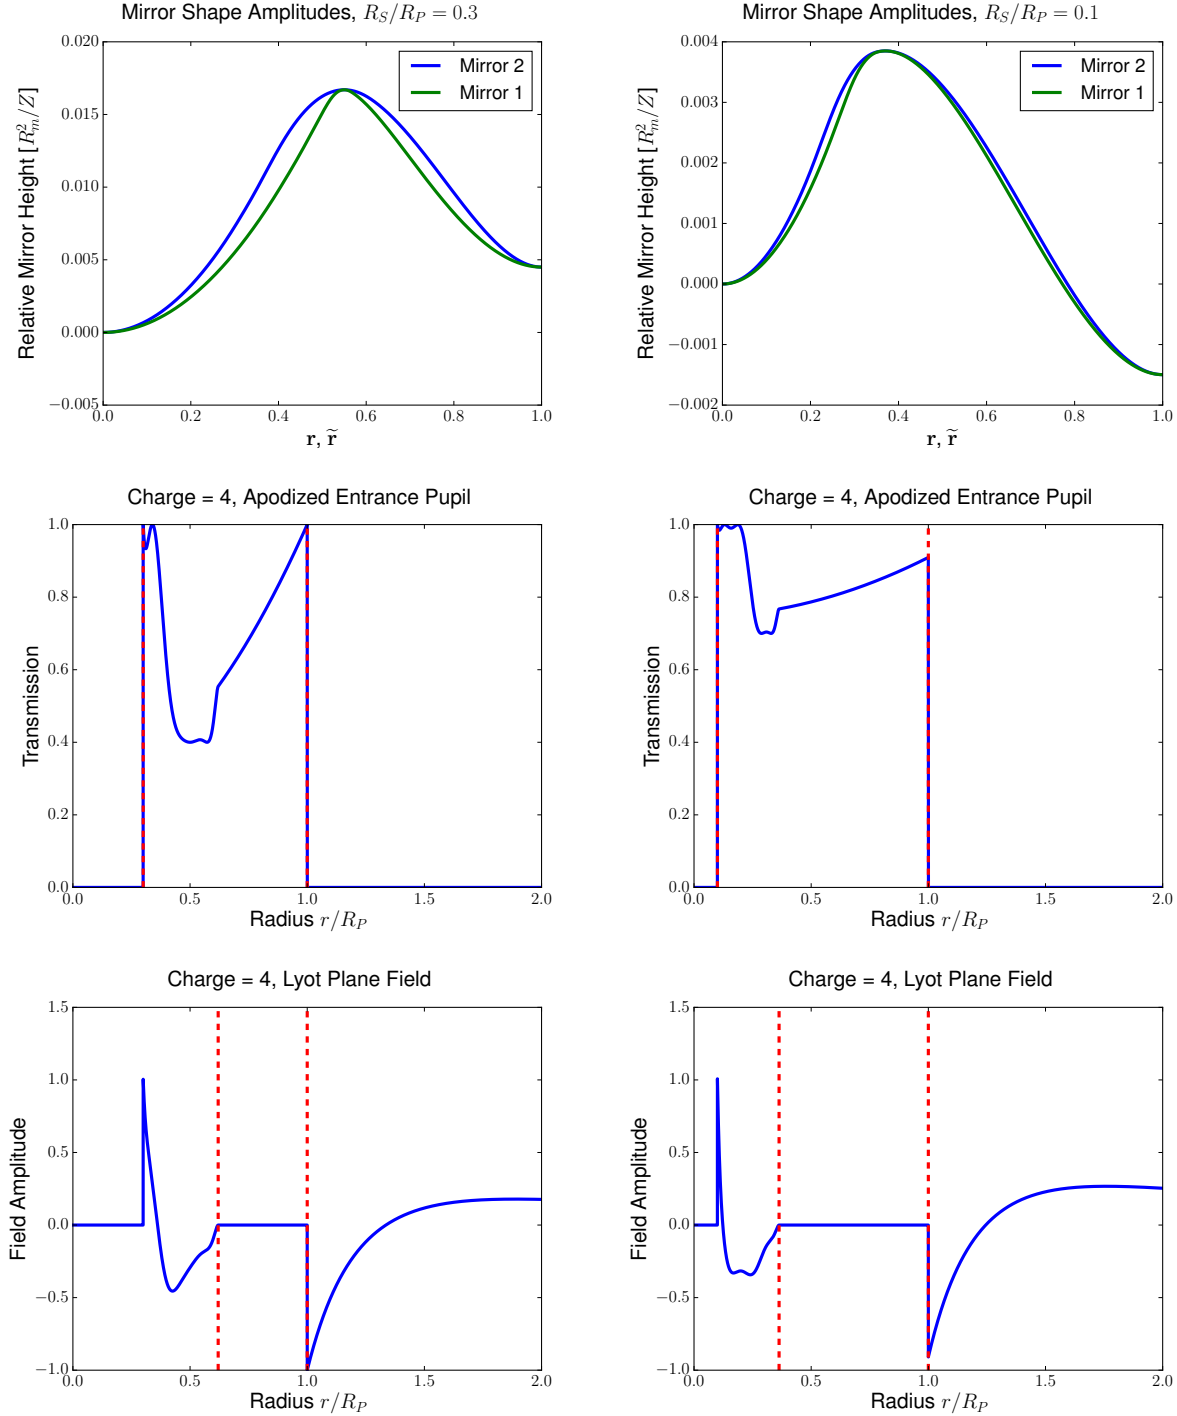 Mirror Shape Amplitudes, R_S/R_P = 0.3
Relative Mirror Height [R_m^2/Z]
0.020
0.015
0.010
0.005
0.000
−0.005
Mirror 2
Mirror 1
0.0 0.2 0.4 0.6 0.8 1.0
r, r̃
Mirror Shape Amplitudes, R_S/R_P = 0.1
Relative Mirror Height [R_m^2/Z]
0.004
0.003
0.002
0.001
0.000
−0.001
−0.002
Mirror 2
Mirror 1
0.0 0.2 0.4 0.6 0.8 1.0
r, r̃
Charge = 4, Apodized Entrance Pupil
Transmission
1.0
0.8
0.6
0.4
0.2
0.0
0.0 0.5 1.0 1.5 2.0
Radius r/R_P
Charge = 4, Apodized Entrance Pupil
Transmission
1.0
0.8
0.6
0.4
0.2
0.0
0.0 0.5 1.0 1.5 2.0
Radius r/R_P
Charge = 4, Lyot Plane Field
Field Amplitude
1.5
1.0
0.5
0.0
−0.5
−1.0
0.0 0.5 1.0 1.5 2.0
Radius r/R_P
Charge = 4, Lyot Plane Field
Field Amplitude
1.5
1.0
0.5
0.0
−0.5
−1.0
0.0 0.5 1.0 1.5 2.0
Radius r/R_P